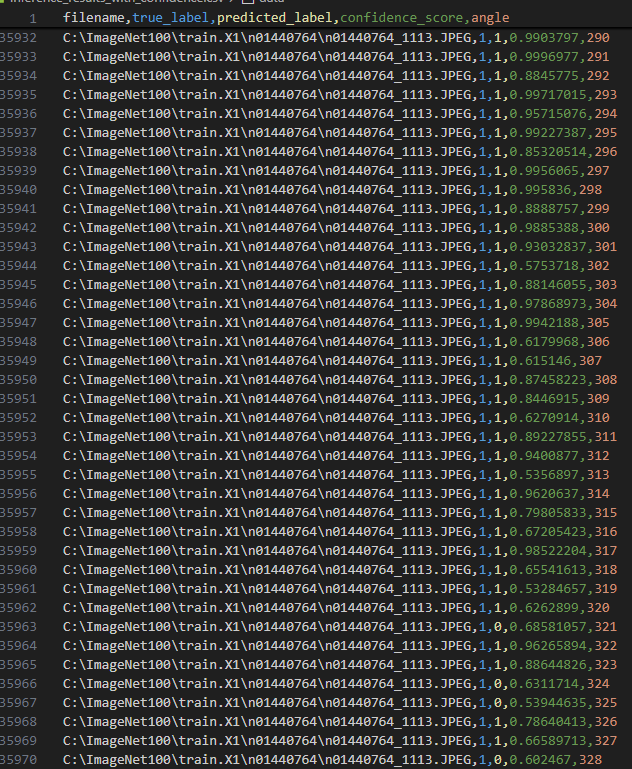 inference_results_with_confidence.csv > data
1 filename,true_label,predicted_label,confidence_score,angle
35932 C:\ImageNet100\train.X1\n01440764\n01440764_1113.JPEG,1,1,0.9903797,290
35933 C:\ImageNet100\train.X1\n01440764\n01440764_1113.JPEG,1,1,0.9996977,291
35934 C:\ImageNet100\train.X1\n01440764\n01440764_1113.JPEG,1,1,0.8845775,292
35935 C:\ImageNet100\train.X1\n01440764\n01440764_1113.JPEG,1,1,0.99717015,293
35936 C:\ImageNet100\train.X1\n01440764\n01440764_1113.JPEG,1,1,0.95715076,294
35937 C:\ImageNet100\train.X1\n01440764\n01440764_1113.JPEG,1,1,0.99227387,295
35938 C:\ImageNet100\train.X1\n01440764\n01440764_1113.JPEG,1,1,0.85320514,296
35939 C:\ImageNet100\train.X1\n01440764\n01440764_1113.JPEG,1,1,0.9956065,297
35940 C:\ImageNet100\train.X1\n01440764\n01440764_1113.JPEG,1,1,0.995836,298
35941 C:\ImageNet100\train.X1\n01440764\n01440764_1113.JPEG,1,1,0.8888757,299
35942 C:\ImageNet100\train.X1\n01440764\n01440764_1113.JPEG,1,1,0.9885388,300
35943 C:\ImageNet100\train.X1\n01440764\n01440764_1113.JPEG,1,1,0.93032837,301
35944 C:\ImageNet100\train.X1\n01440764\n01440764_1113.JPEG,1,1,0.5753718,302
35945 C:\ImageNet100\train.X1\n01440764\n01440764_1113.JPEG,1,1,0.88146055,303
35946 C:\ImageNet100\train.X1\n01440764\n01440764_1113.JPEG,1,1,0.97868973,304
35947 C:\ImageNet100\train.X1\n01440764\n01440764_1113.JPEG,1,1,0.9942188,305
35948 C:\ImageNet100\train.X1\n01440764\n01440764_1113.JPEG,1,1,0.6179968,306
35949 C:\ImageNet100\train.X1\n01440764\n01440764_1113.JPEG,1,1,0.615146,307
35950 C:\ImageNet100\train.X1\n01440764\n01440764_1113.JPEG,1,1,0.87458223,308
35951 C:\ImageNet100\train.X1\n01440764\n01440764_1113.JPEG,1,1,0.8446915,309
35952 C:\ImageNet100\train.X1\n01440764\n01440764_1113.JPEG,1,1,0.6270914,310
35953 C:\ImageNet100\train.X1\n01440764\n01440764_1113.JPEG,1,1,0.89227855,311
35954 C:\ImageNet100\train.X1\n01440764\n01440764_1113.JPEG,1,1,0.9400877,312
35955 C:\ImageNet100\train.X1\n01440764\n01440764_1113.JPEG,1,1,0.5356897,313
35956 C:\ImageNet100\train.X1\n01440764\n01440764_1113.JPEG,1,1,0.9620637,314
35957 C:\ImageNet100\train.X1\n01440764\n01440764_1113.JPEG,1,1,0.79805833,315
35958 C:\ImageNet100\train.X1\n01440764\n01440764_1113.JPEG,1,1,0.67205423,316
35959 C:\ImageNet100\train.X1\n01440764\n01440764_1113.JPEG,1,1,0.98522204,317
35960 C:\ImageNet100\train.X1\n01440764\n01440764_1113.JPEG,1,1,0.65541613,318
35961 C:\ImageNet100\train.X1\n01440764\n01440764_1113.JPEG,1,1,0.53284657,319
35962 C:\ImageNet100\train.X1\n01440764\n01440764_1113.JPEG,1,1,0.6262899,320
35963 C:\ImageNet100\train.X1\n01440764\n01440764_1113.JPEG,1,0,0.68581057,321
35964 C:\ImageNet100\train.X1\n01440764\n01440764_1113.JPEG,1,1,0.96265894,322
35965 C:\ImageNet100\train.X1\n01440764\n01440764_1113.JPEG,1,1,0.88644826,323
35966 C:\ImageNet100\train.X1\n01440764\n01440764_1113.JPEG,1,0,0.6311714,324
35967 C:\ImageNet100\train.X1\n01440764\n01440764_1113.JPEG,1,0,0.53944635,325
35968 C:\ImageNet100\train.X1\n01440764\n01440764_1113.JPEG,1,1,0.78640413,326
35969 C:\ImageNet100\train.X1\n01440764\n01440764_1113.JPEG,1,1,0.66589713,327
35970 C:\ImageNet100\train.X1\n01440764\n01440764_1113.JPEG,1,0,0.602467,328